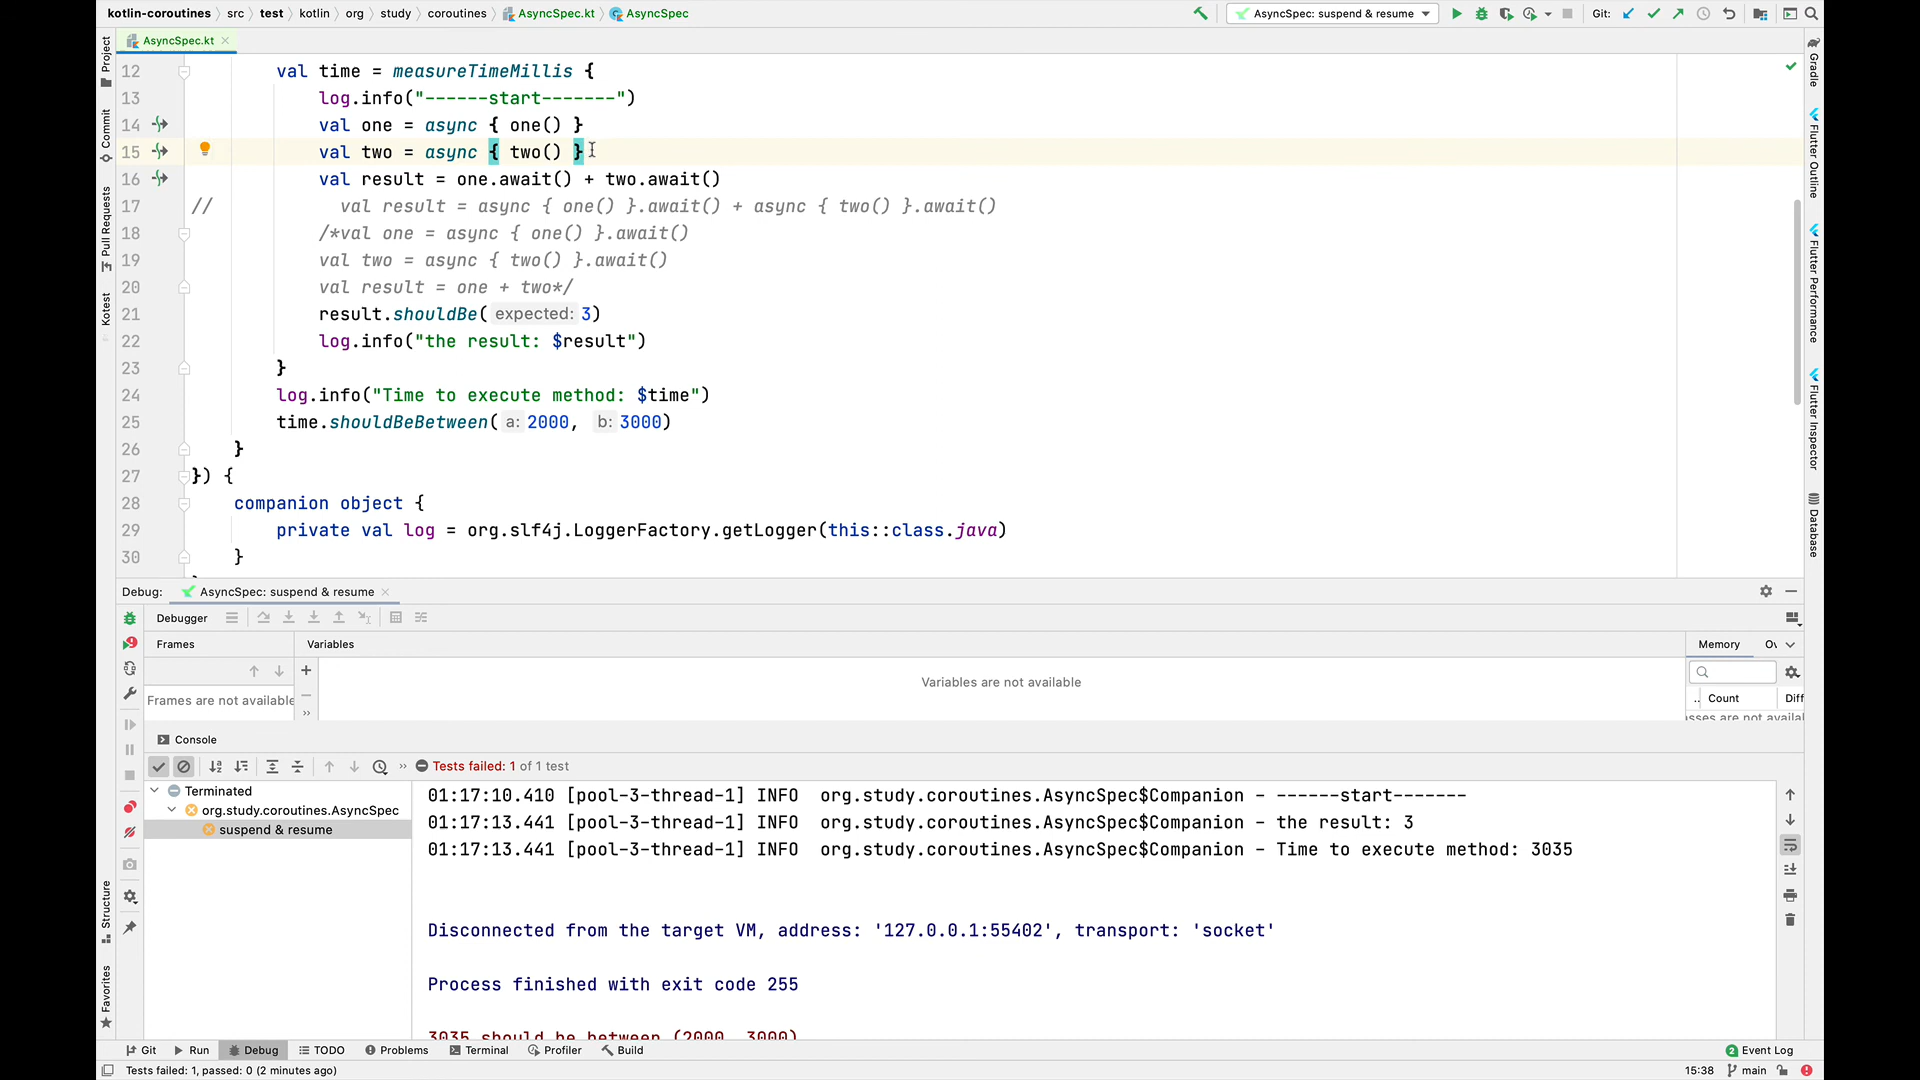 kotlin-coroutines › src › test › kotlin › org › study › coroutines › AsyncSpec.kt › AsyncSpec
AsyncSpec: suspend & resume
Git:
AsyncSpec.kt
12 val time = measureTimeMillis {
13 log.info("------start-------")
14 val one = async { one() }
15 val two = async { two() }
16 val result = one.await() + two.await()
17 // val result = async { one() }.await() + async { two() }.await()
18 /*val one = async { one() }.await()
19 val two = async { two() }.await()
20 val result = one + two*/
21 result.shouldBe( expected: 3)
22 log.info("the result: $result")
23 }
24 log.info("Time to execute method: $time")
25 time.shouldBeBetween( a: 2000, b: 3000)
26 }
27 }) {
28 companion object {
29 private val log = org.slf4j.LoggerFactory.getLogger(this::class.java)
30 }
Project
Commit
Pull Requests
Kotest
Structure
Favorites
Gradle
Flutter Outline
Flutter Performance
Flutter Inspector
Database
Debug: AsyncSpec: suspend & resume
Debugger
Frames
Variables
Memory
Ov
Frames are not available
Variables are not available
.. Count Diff
Console
Tests failed: 1 of 1 test
Terminated
org.study.coroutines.AsyncSpec
suspend & resume
01:17:10.410 [pool-3-thread-1] INFO  org.study.coroutines.AsyncSpec$Companion - ------start-------
01:17:13.441 [pool-3-thread-1] INFO  org.study.coroutines.AsyncSpec$Companion - the result: 3
01:17:13.441 [pool-3-thread-1] INFO  org.study.coroutines.AsyncSpec$Companion - Time to execute method: 3035
Disconnected from the target VM, address: '127.0.0.1:55402', transport: 'socket'
Process finished with exit code 255
3035 should be between (2000, 3000)
Git Run Debug TODO Problems Terminal Profiler Build
2 Event Log
Tests failed: 1, passed: 0 (2 minutes ago)
15:38 main